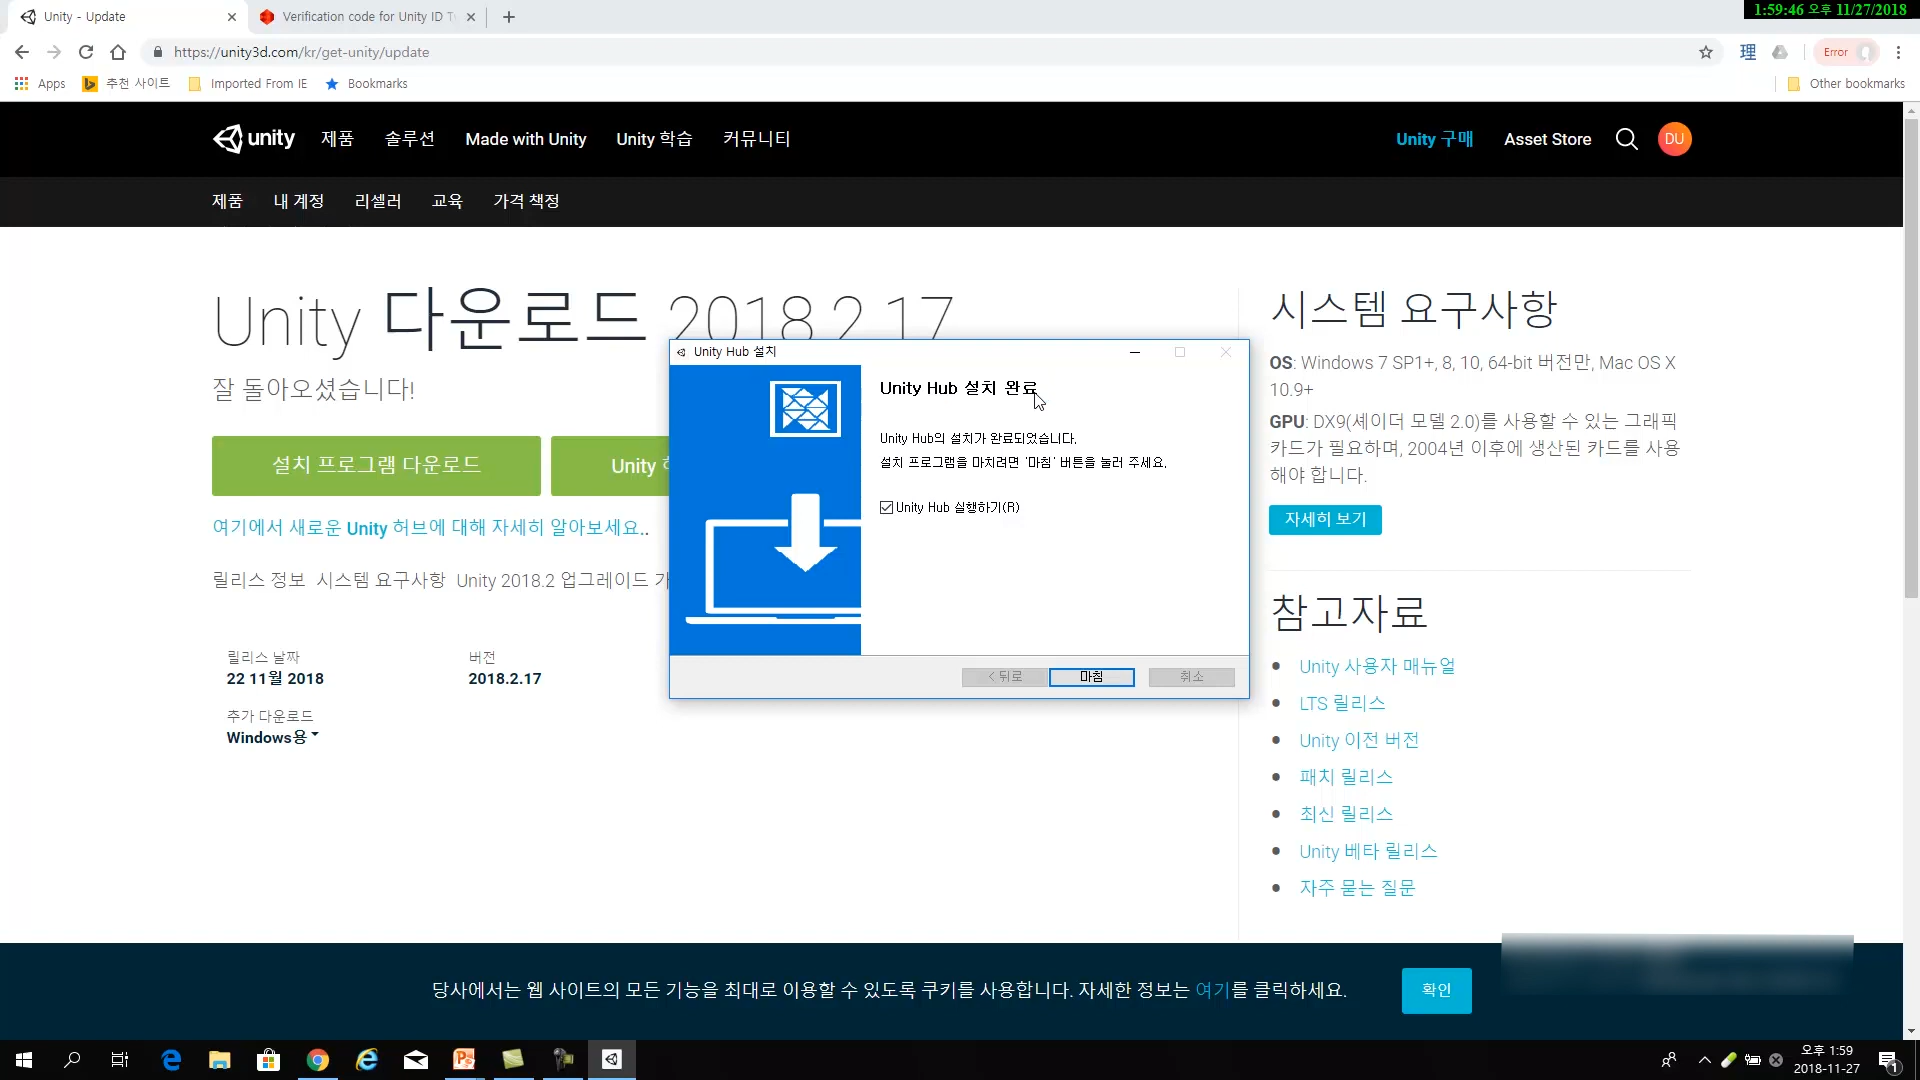 1:59:46 오후 11/27/2018
Unity - Update
Verification code for Unity ID T
https://unity3d.com/kr/get-unity/update
理
Error
Apps
추천 사이트
Imported From IE
Bookmarks
Other bookmarks
unity
제품
솔루션
Made with Unity
Unity 학습
커뮤니티
Unity 구매
Asset Store
DU
제품
내 계정
리셀러
교육
가격 책정
Unity 다운로드 2018.2.17
잘 돌아오셨습니다!
설치 프로그램 다운로드
Unity 허
여기에서 새로운 Unity 허브에 대해 자세히 알아보세요..
릴리스 정보 시스템 요구사항 Unity 2018.2 업그레이드 가
릴리스 날짜
22 11월 2018
버전
2018.2.17
추가 다운로드
Windows용
Unity Hub 설치
Unity Hub 설치 완료
Unity Hub의 설치가 완료되었습니다.
설치 프로그램을 마치려면 '마침' 버튼을 눌러 주세요.
Unity Hub 실행하기(R)
< 뒤로
마침
취소
시스템 요구사항
OS: Windows 7 SP1+, 8, 10, 64-bit 버전만, Mac OS X
10.9+
GPU: DX9(셰이더 모델 2.0)를 사용할 수 있는 그래픽
카드가 필요하며, 2004년 이후에 생산된 카드를 사용
해야 합니다.
자세히 보기
참고자료
Unity 사용자 매뉴얼
LTS 릴리스
Unity 이전 버전
패치 릴리스
최신 릴리스
Unity 베타 릴리스
자주 묻는 질문
당사에서는 웹 사이트의 모든 기능을 최대로 이용할 수 있도록 쿠키를 사용합니다. 자세한 정보는 여기를 클릭하세요.
확인
오후 1:59
2018-11-27
1